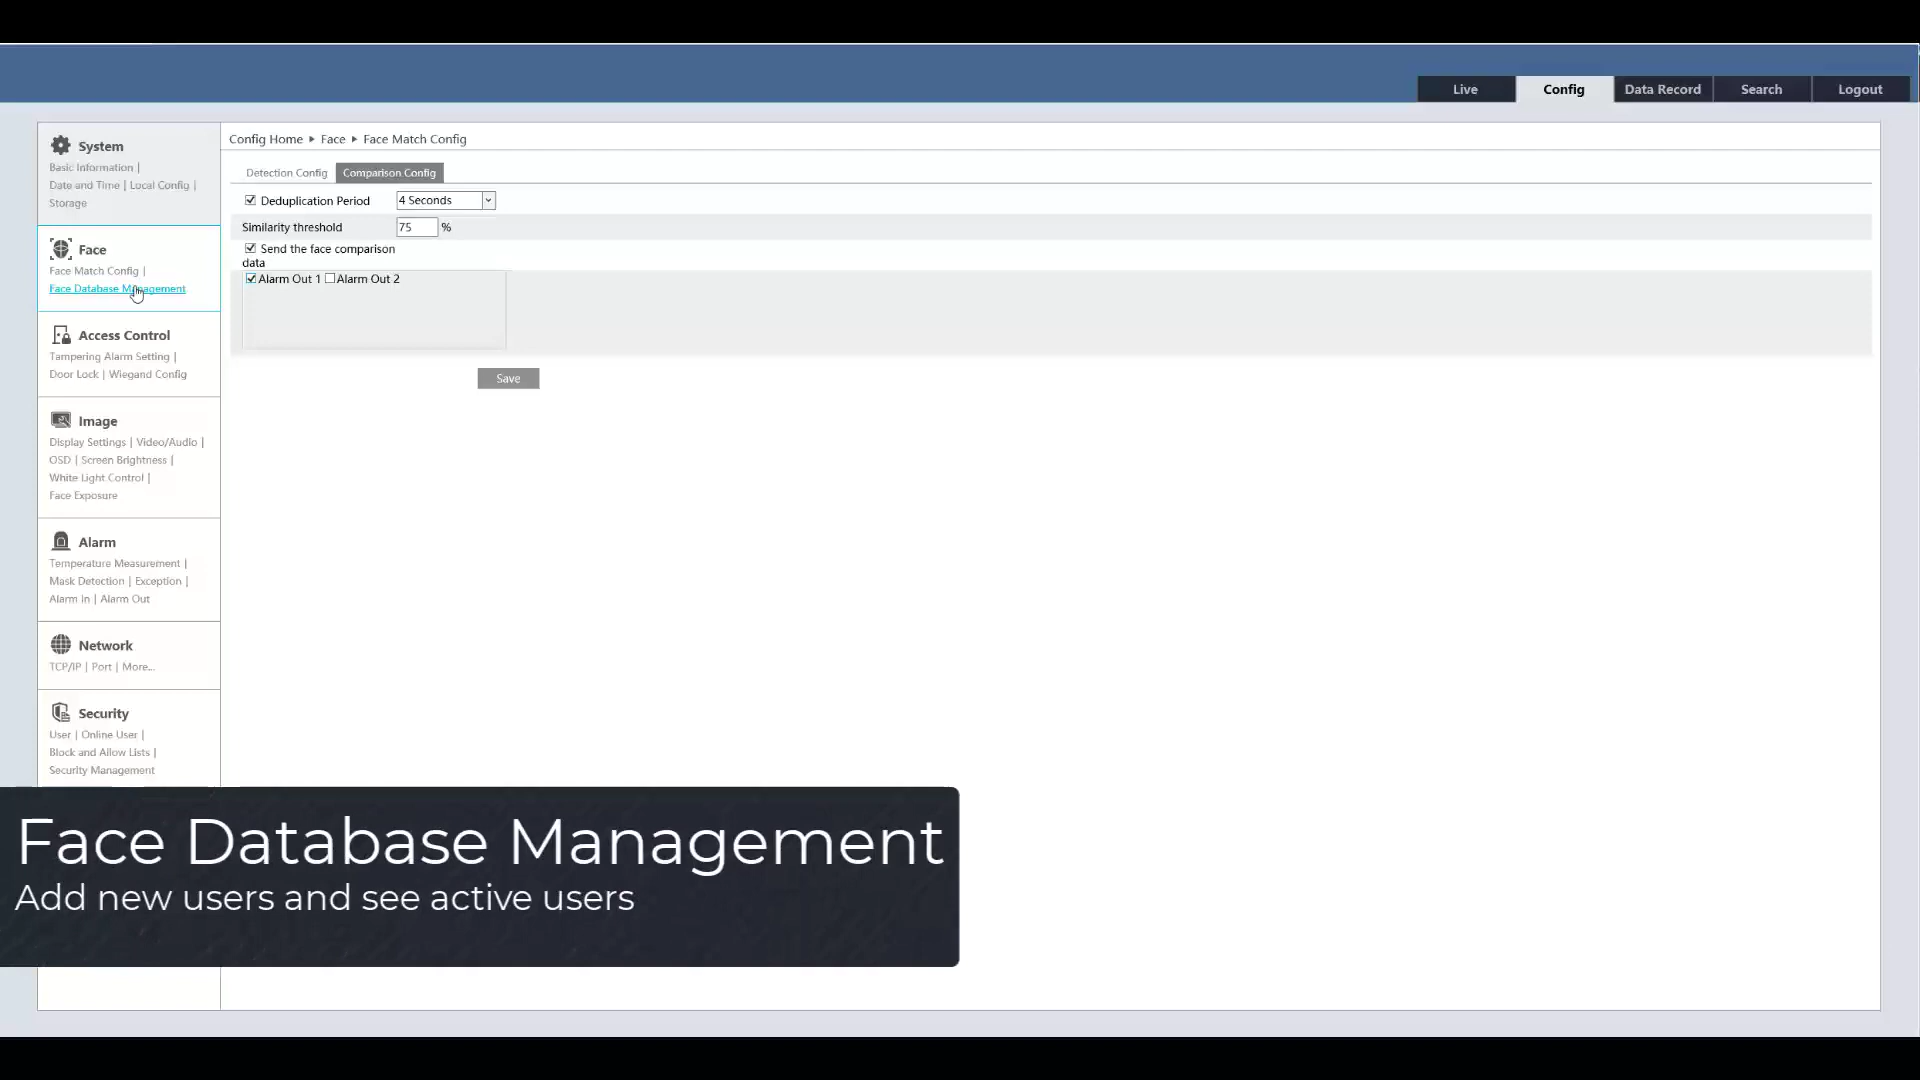 Live Config Data Record Search Logout
System
Basic Information |
Date and Time | Local Config |
Storage
Face
Face Match Config |
Face Database Management
Access Control
Tampering Alarm Setting |
Door Lock | Wiegand Config
Image
Display Settings | Video/Audio |
OSD | Screen Brightness |
White Light Control |
Face Exposure
Alarm
Temperature Measurement |
Mask Detection | Exception |
Alarm In | Alarm Out
Network
TCP/IP | Port | More...
Security
User | Online User |
Block and Allow Lists |
Security Management
Config Home ▸ Face ▸ Face Match Config
Detection Config Comparison Config
Deduplication Period 4 Seconds
Similarity threshold 75 %
Send the face comparison
data
Alarm Out 1 Alarm Out 2
Save
Face Database Management
Add new users and see active users